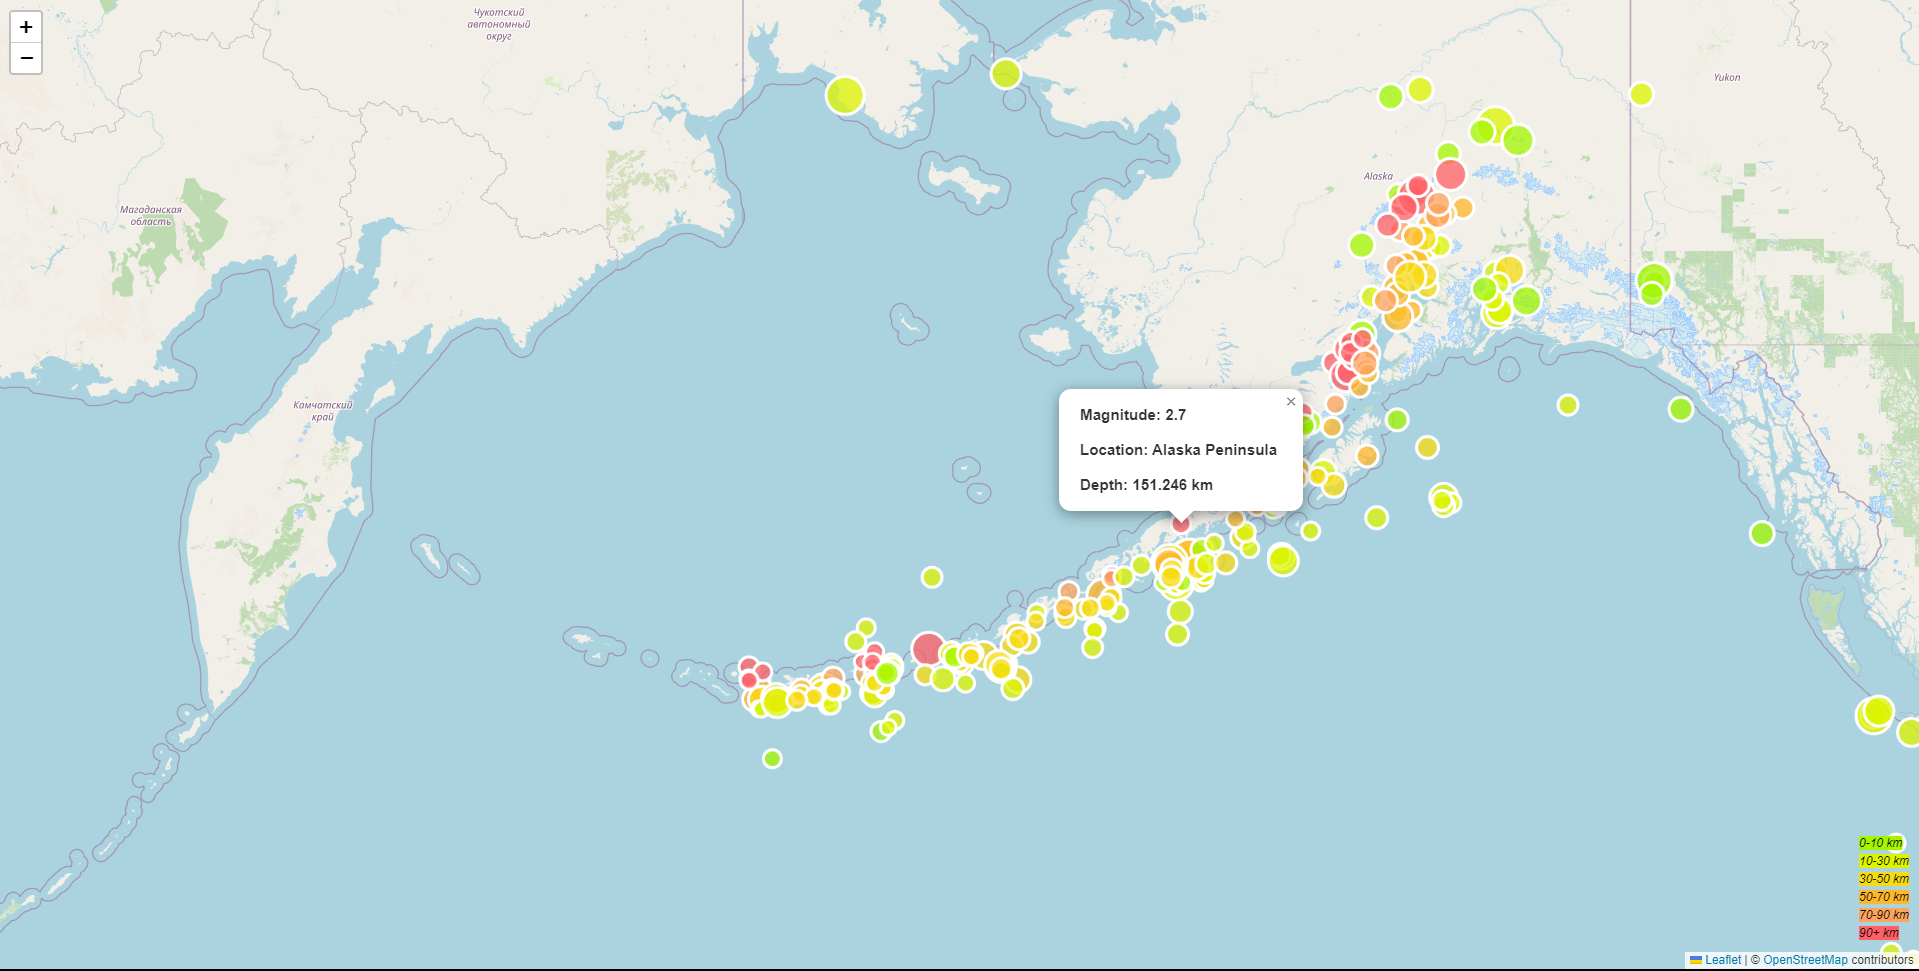 +
−
Чукотский
автономный
округ
Yukon
Alaska
Магаданская
область
Камчатский
край
×
Magnitude: 2.7
Location: Alaska Peninsula
Depth: 151.246 km
0-10 km
10-30 km
30-50 km
50-70 km
70-90 km
90+ km
Leaflet | © OpenStreetMap contributors